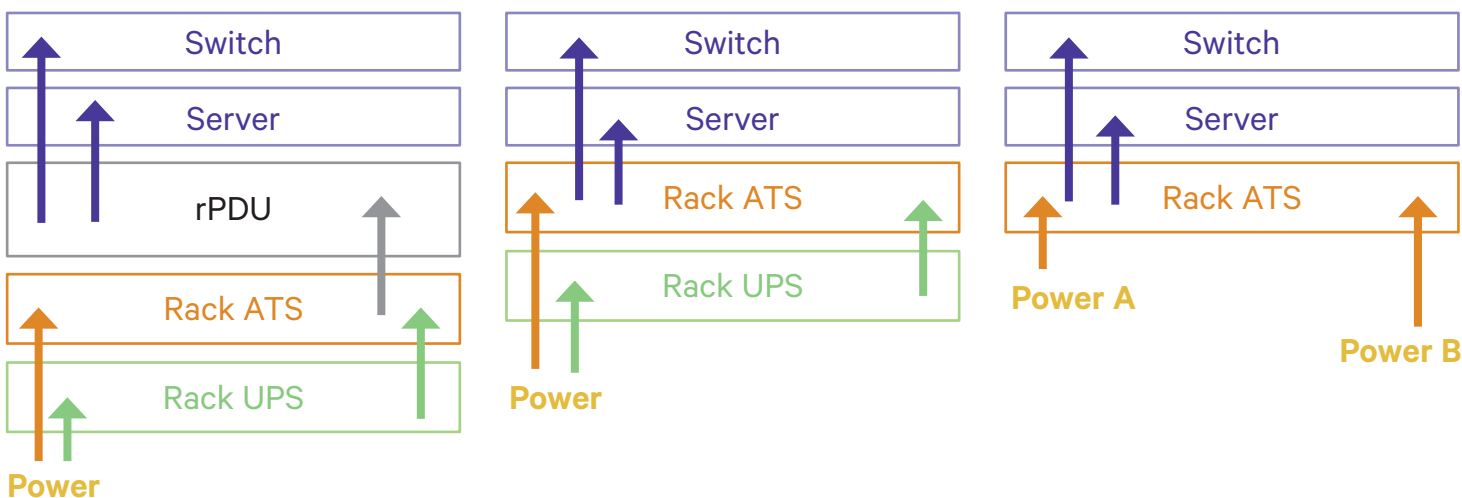 Switch
Server
rPDU
Rack ATS
Rack UPS
Power
Switch
Server
Rack ATS
Rack UPS
Power
Switch
Server
Rack ATS
Power A
Power B